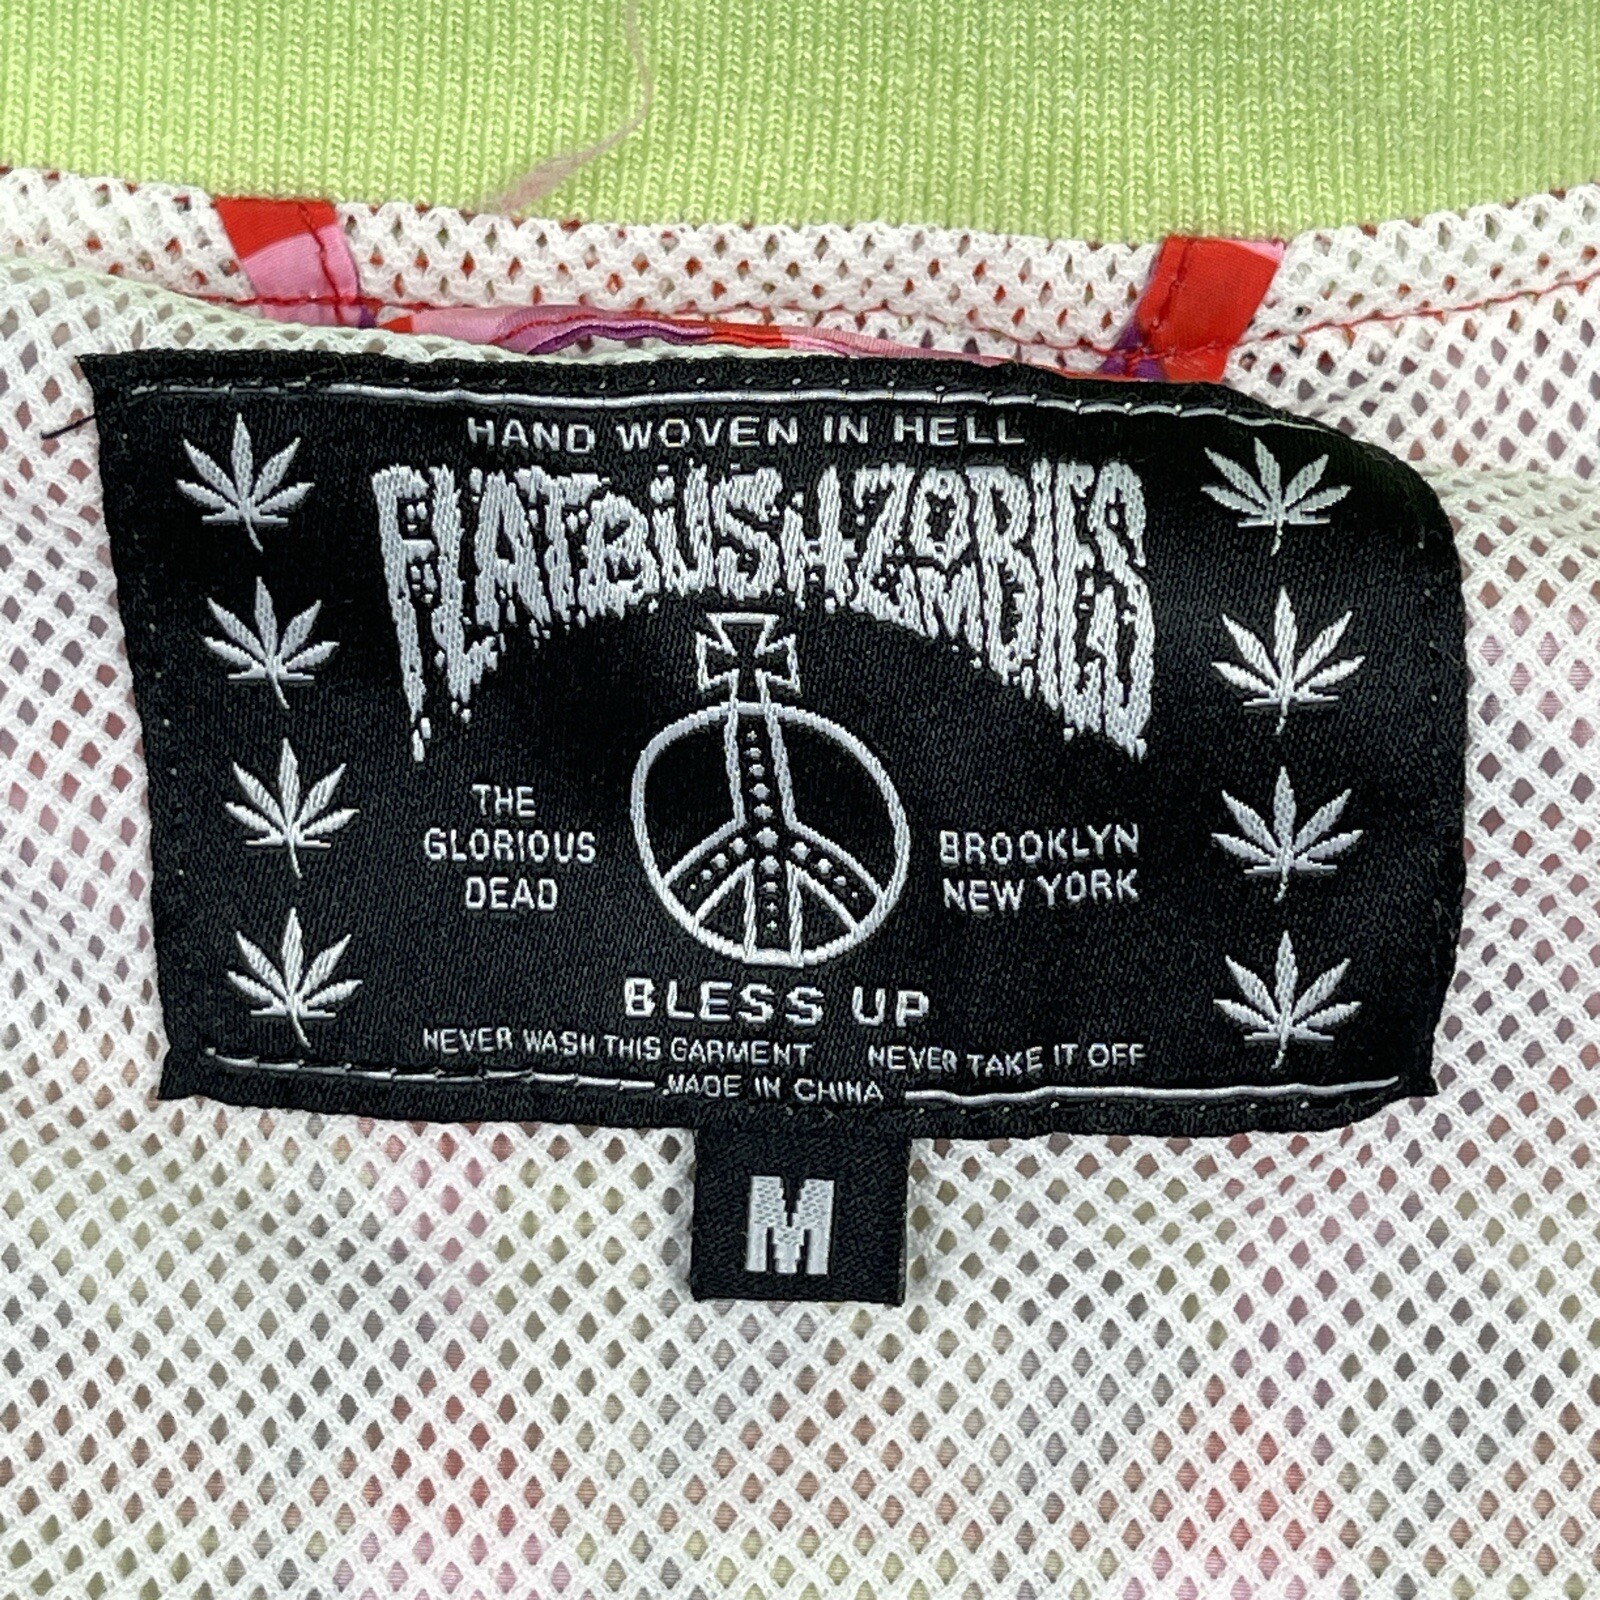 HAND WOVEN IN HELL
FLATBUSH ZOMBIES
THE
GLORIOUS
DEAD
BROOKLYN
NEW YORK
BLESS UP
NEVER WASH THIS GARMENT NEVER TAKE IT OFF
MADE IN CHINA
M